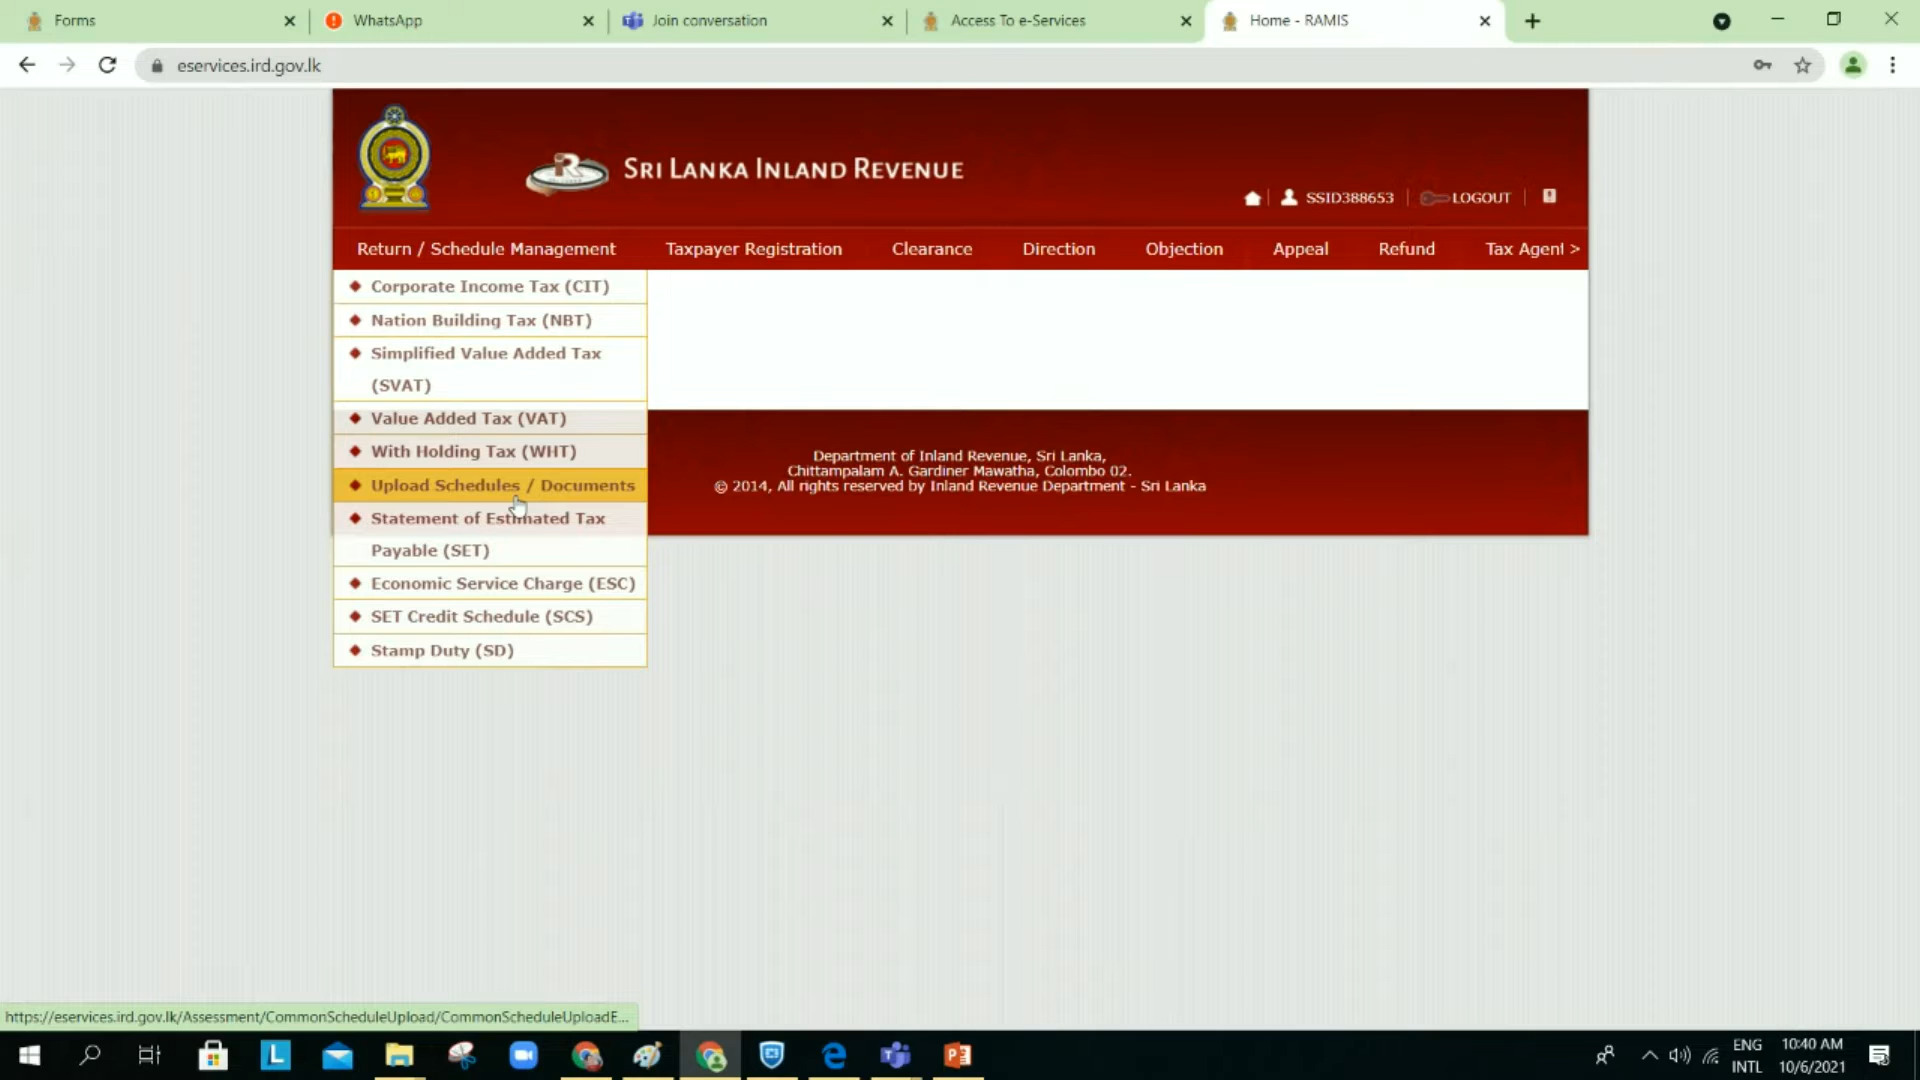 Forms
WhatsApp
Join conversation
Access To e-Services
Home - RAMIS
eservices.ird.gov.lk
SRI LANKA INLAND REVENUE
SSID388653
LOGOUT
Return / Schedule Management
Taxpayer Registration
Clearance
Direction
Objection
Appeal
Refund
Tax Agent >
Corporate Income Tax (CIT)
Nation Building Tax (NBT)
Simplified Value Added Tax
(SVAT)
Value Added Tax (VAT)
With Holding Tax (WHT)
Upload Schedules / Documents
Statement of Estimated Tax
Payable (SET)
Economic Service Charge (ESC)
SET Credit Schedule (SCS)
Stamp Duty (SD)
Department of Inland Revenue, Sri Lanka,
Chittampalam A. Gardiner Mawatha, Colombo 02.
© 2014, All rights reserved by Inland Revenue Department - Sri Lanka
https://eservices.ird.gov.lk/Assessment/CommonScheduleUpload/CommonScheduleUploadE...
ENG
INTL
10:40 AM
10/6/2021